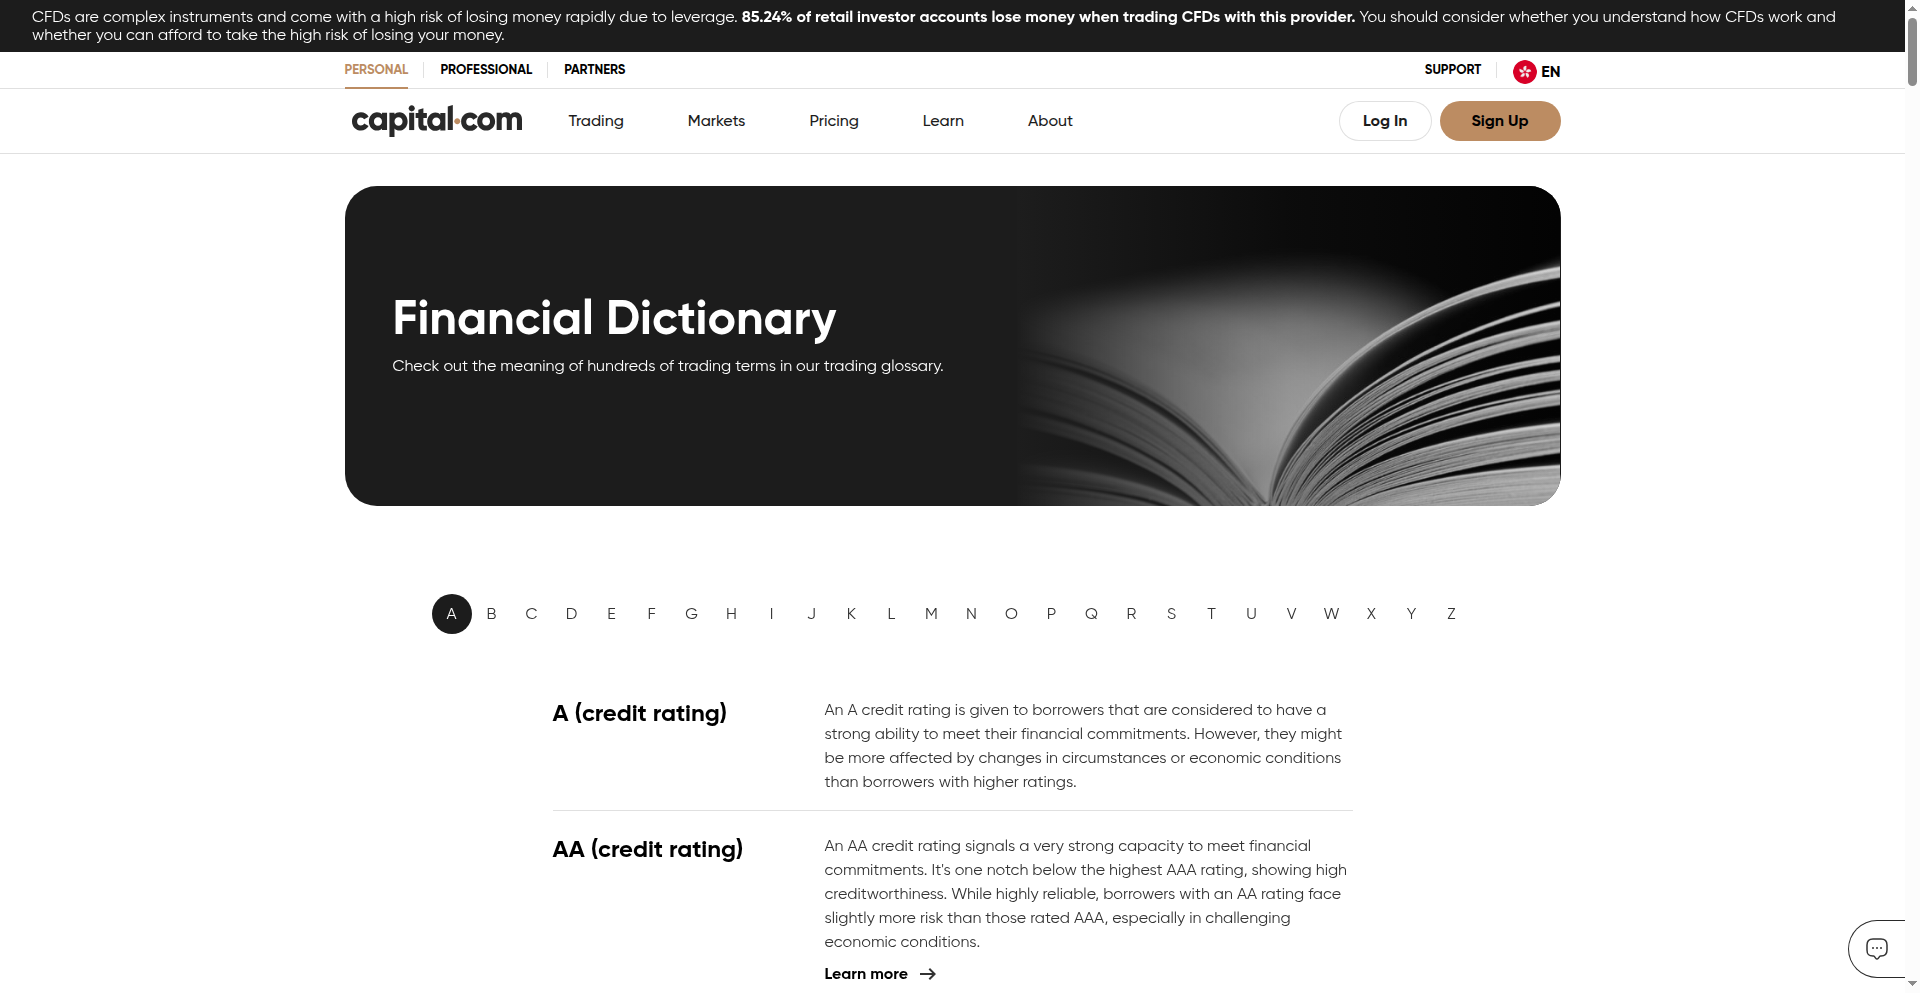 CFDs are complex instruments and come with a high risk of losing money rapidly due to leverage. 85.24% of retail investor accounts lose money when trading CFDs with this provider. You should consider whether you understand how CFDs work and
whether you can afford to take the high risk of losing your money.
PERSONAL PROFESSIONAL PARTNERS SUPPORT EN
capital.com Trading Markets Pricing Learn About Log In Sign Up
Financial Dictionary
Check out the meaning of hundreds of trading terms in our trading glossary.
A B C D E F G H I J K L M N O P Q R S T U V W X Y Z
A (credit rating)
An A credit rating is given to borrowers that are considered to have a
strong ability to meet their financial commitments. However, they might
be more affected by changes in circumstances or economic conditions
than borrowers with higher ratings.
AA (credit rating)
An AA credit rating signals a very strong capacity to meet financial
commitments. It's one notch below the highest AAA rating, showing high
creditworthiness. While highly reliable, borrowers with an AA rating face
slightly more risk than those rated AAA, especially in challenging
economic conditions.
Learn more